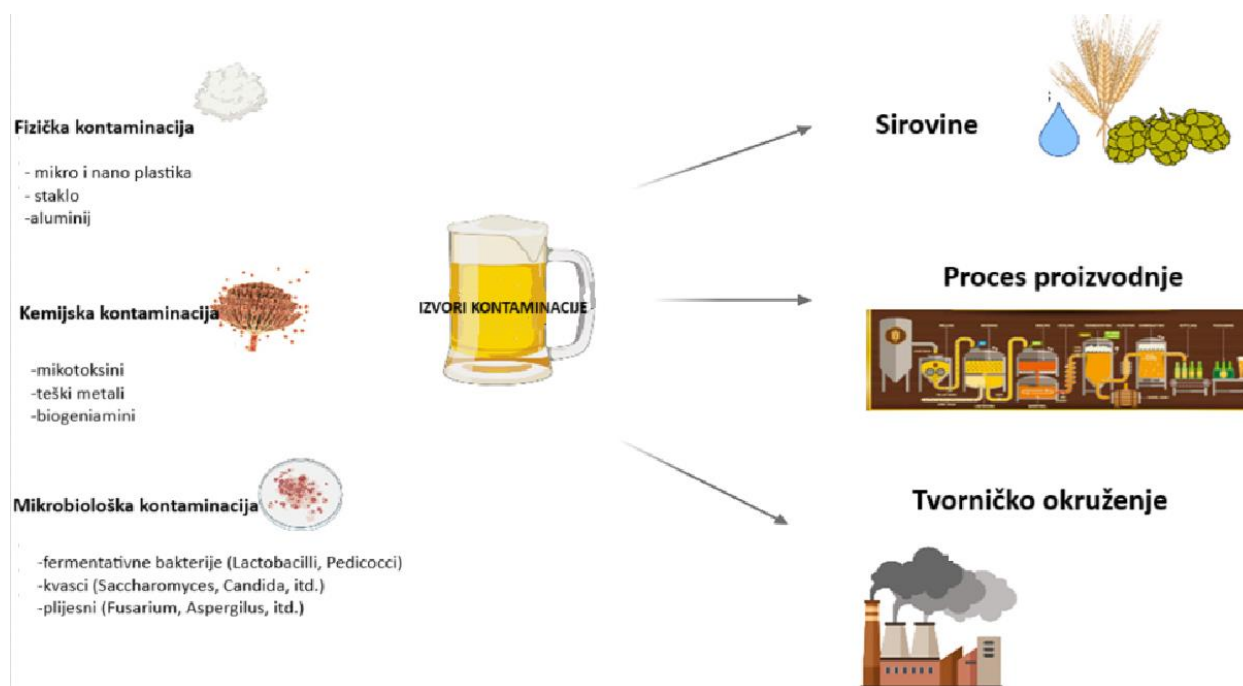 Fizička kontaminacija
- mikro i nano plastika
- staklo
-aluminij
Kemijska kontaminacija
-mikotoksini
-teški metali
-biogeniamini
Mikrobiološka kontaminacija
-fermentativne bakterije (Lactobacilli, Pedicocci)
-kvasci (Saccharomyces, Candida, itd.)
-plijesni (Fusarium, Aspergilus, itd.)
IZVORI KONTAMINACIJE
Sirovine
Proces proizvodnje
Tvorničko okruženje